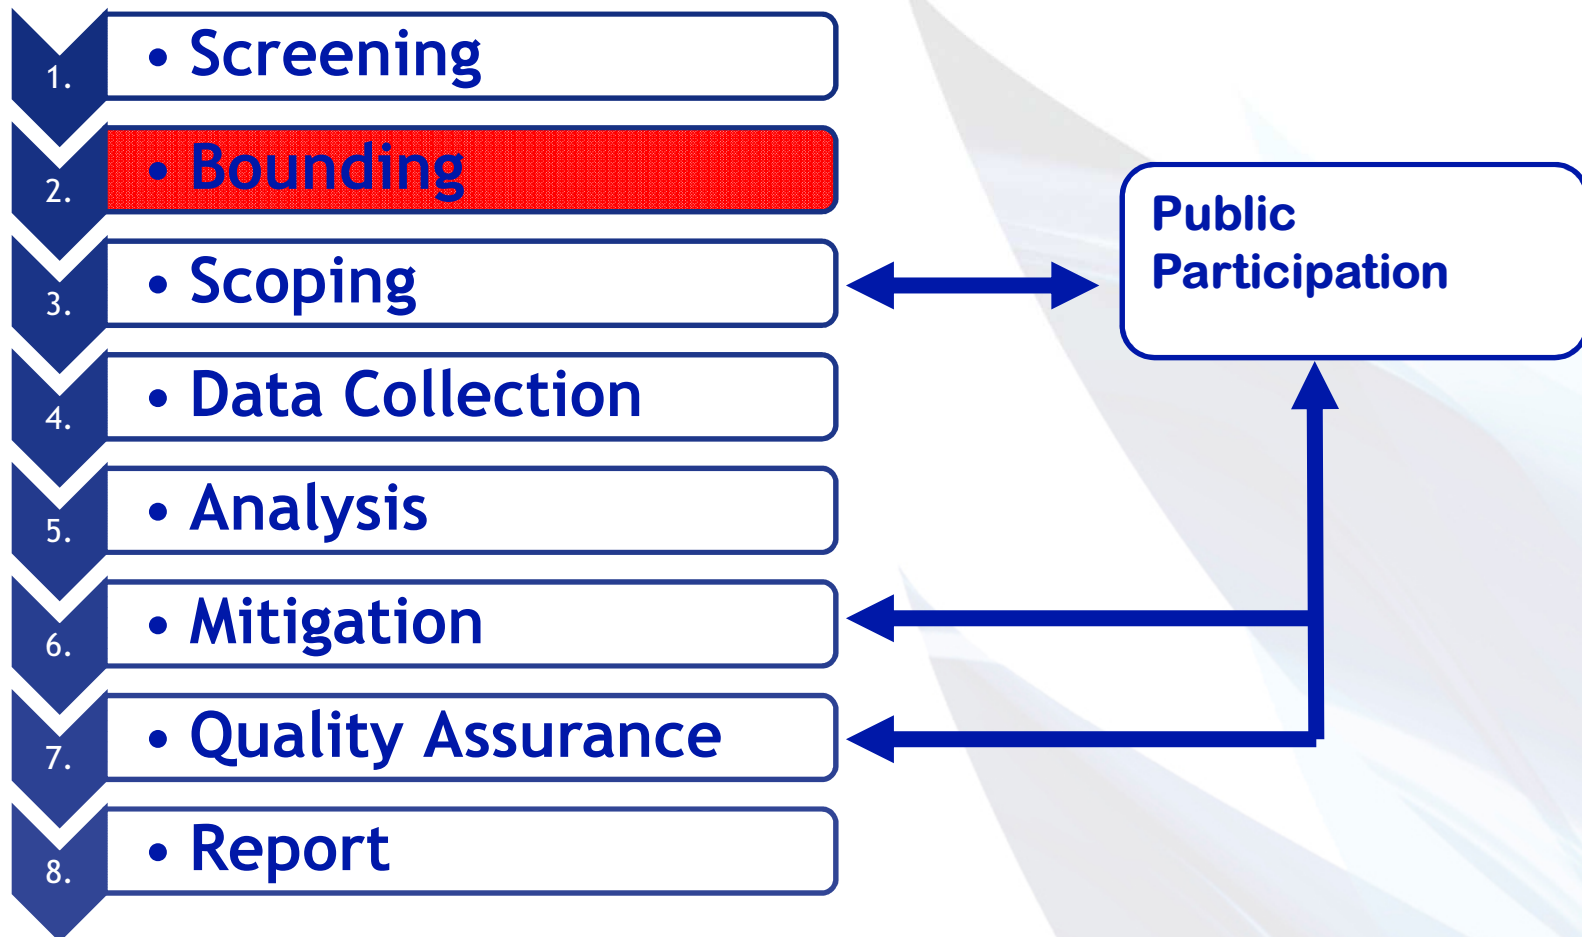 1.
• Screening
2.
• Bounding
3.
• Scoping
4.
• Data Collection
5.
• Analysis
6.
• Mitigation
7.
• Quality Assurance
8.
• Report
Public
Participation